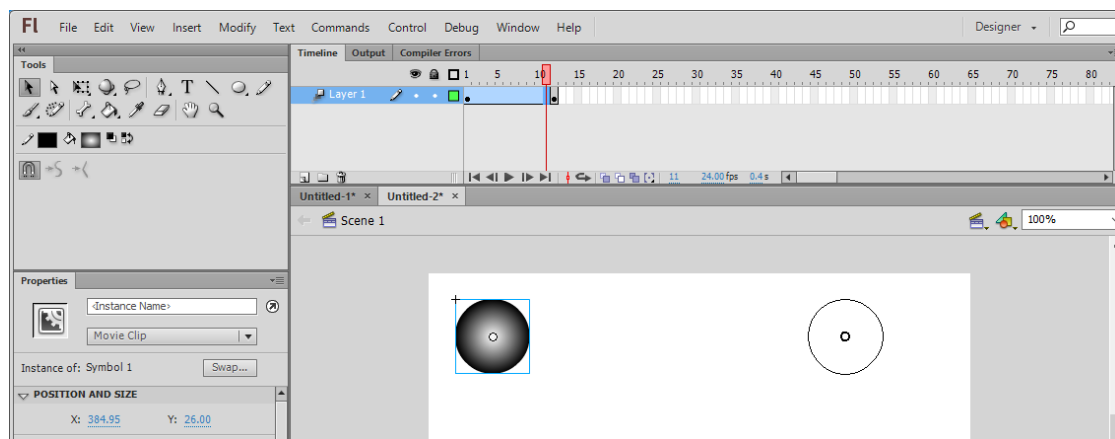 Fl File Edit View Insert Modify Text Commands Control Debug Window Help Designer
Tools
Timeline Output Compiler Errors
1 5 10 15 20 25 30 35 40 45 50 55 60 65 70 75 80
Layer 1
11 24.00 fps 0.4 s
Untitled-1* × Untitled-2* ×
Scene 1 100%
Properties
<Instance Name>
Movie Clip
Instance of: Symbol 1 Swap...
POSITION AND SIZE
X: 384.95 Y: 26.00